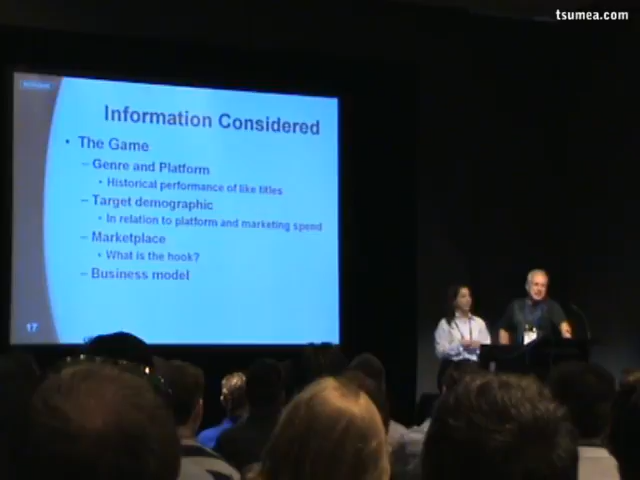 tsumea.com
Information Considered
• The Game
– Genre and Platform
• Historical performance of like titles
– Target demographic
• In relation to platform and marketing spend
– Marketplace
• What is the hook?
– Business model
17